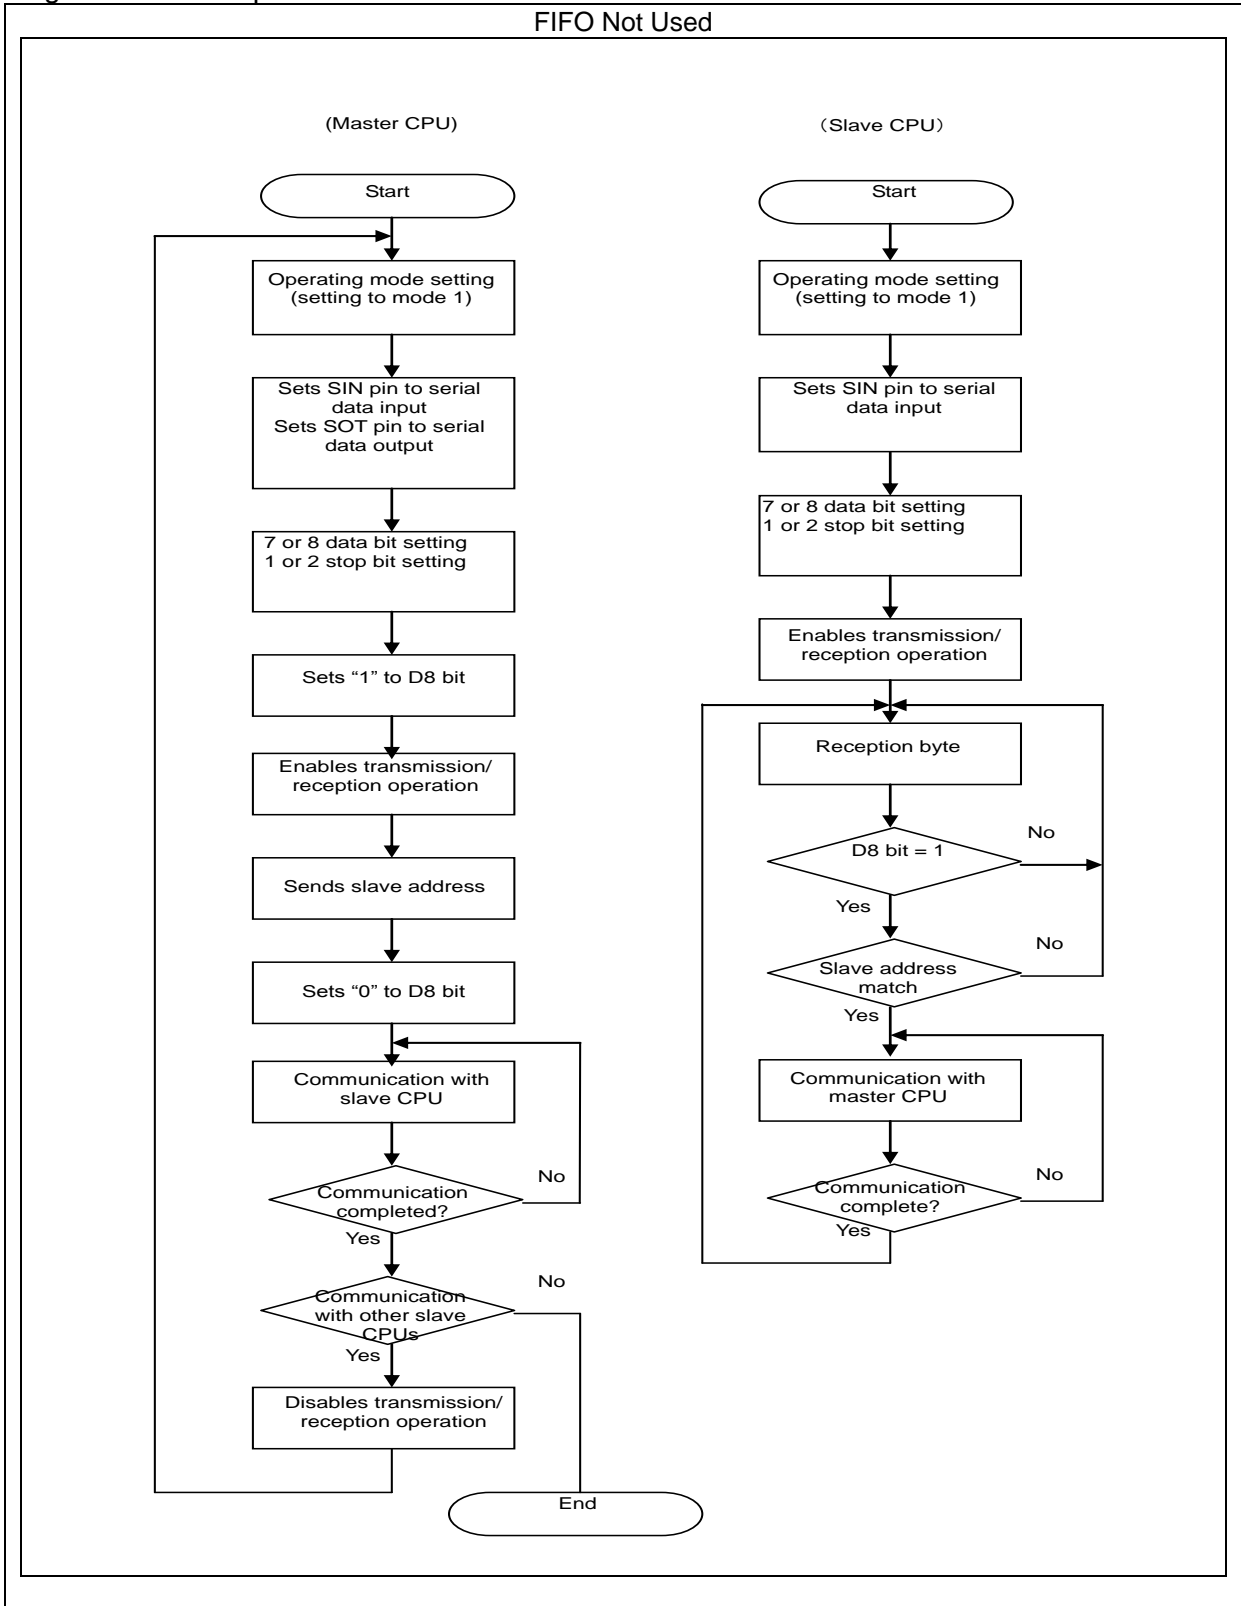 FIFO Not Used
(Master CPU)
Start
Operating mode setting
(setting to mode 1)
Sets SIN pin to serial
data input
Sets SOT pin to serial
data output
7 or 8 data bit setting
1 or 2 stop bit setting
Sets “1” to D8 bit
Enables transmission/
reception operation
Sends slave address
Sets “0” to D8 bit
Communication with
slave CPU
No
Communication
completed?
Yes
No
Communication
with other slave
CPUs
Yes
Disables transmission/
reception operation
End
（Slave CPU）
Start
Operating mode setting
(setting to mode 1)
Sets SIN pin to serial
data input
7 or 8 data bit setting
1 or 2 stop bit setting
Enables transmission/
reception operation
Reception byte
No
D8 bit = 1
Yes
No
Slave address
match
Yes
Communication with
master CPU
No
Communication
complete?
Yes